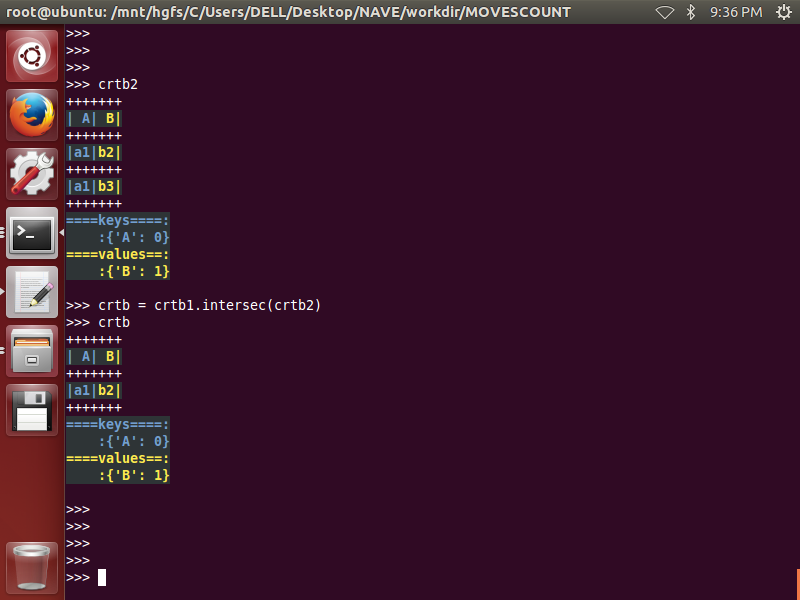 root@ubuntu: /mnt/hgfs/C/Users/DELL/Desktop/NAVE/workdir/MOVESCOUNT 9:36 PM
>>>
>>>
>>>
>>> crtb2
+++++++
| A| B|
+++++++
|a1|b2|
+++++++
|a1|b3|
+++++++
====keys====:
    :{'A': 0}
====values==:
    :{'B': 1}

>>> crtb = crtb1.intersec(crtb2)
>>> crtb
+++++++
| A| B|
+++++++
|a1|b2|
+++++++
====keys====:
    :{'A': 0}
====values==:
    :{'B': 1}

>>>
>>>
>>>
>>>
>>>